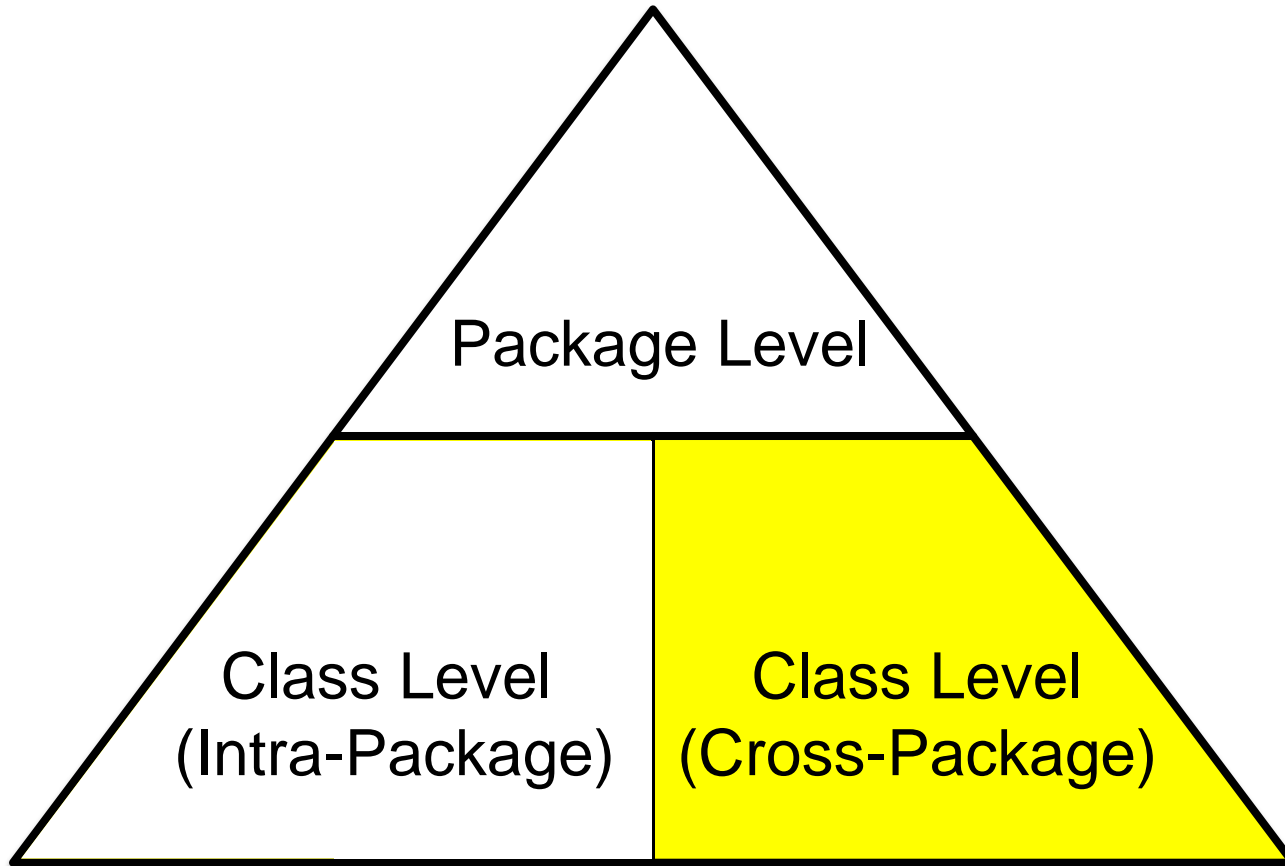 Package Level
Class Level
(Intra-Package)
Class Level
(Cross-Package)